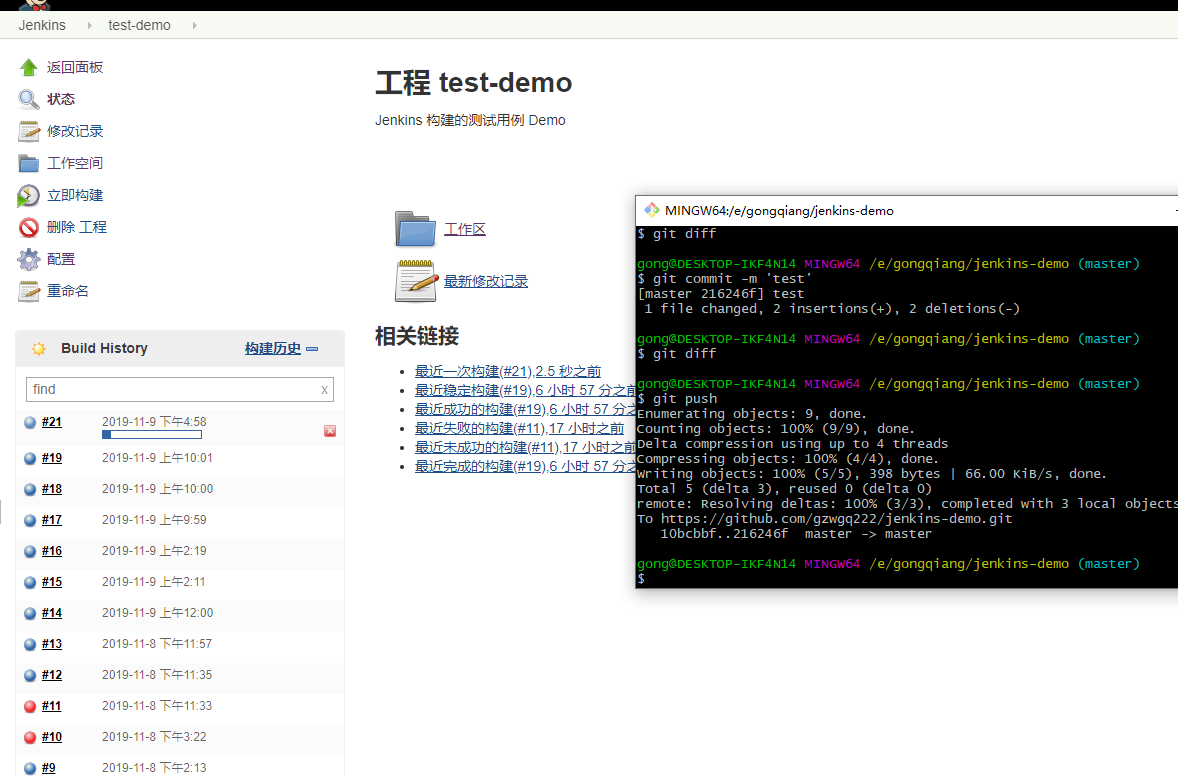 Jenkins
test-demo
返回面板
状态
修改记录
工作空间
立即构建
删除 工程
配置
重命名
Build History
构建历史
find
x
#21 2019-11-9 下午4:58
#19 2019-11-9 上午10:01
#18 2019-11-9 上午10:00
#17 2019-11-9 上午9:59
#16 2019-11-9 上午2:19
#15 2019-11-9 上午2:11
#14 2019-11-9 上午12:00
#13 2019-11-8 下午11:57
#12 2019-11-8 下午11:35
#11 2019-11-8 下午11:33
#10 2019-11-8 下午3:22
#9 2019-11-8 下午2:13
工程 test-demo
Jenkins 构建的测试用例 Demo
工作区
最新修改记录
相关链接
最近一次构建(#21),2.5 秒之前
最近稳定构建(#19),6 小时 57 分之前
最近成功的构建(#19),6 小时 57 分之
最近失败的构建(#11),17 小时之前
最近未成功的构建(#11),17 小时之前
最近完成的构建(#19),6 小时 57 分之
MINGW64:/e/gongqiang/jenkins-demo
$ git diff
gong@DESKTOP-IKF4N14 MINGW64 /e/gongqiang/jenkins-demo (master)
$ git commit -m 'test'
[master 216246f] test
1 file changed, 2 insertions(+), 2 deletions(-)
gong@DESKTOP-IKF4N14 MINGW64 /e/gongqiang/jenkins-demo (master)
$ git diff
gong@DESKTOP-IKF4N14 MINGW64 /e/gongqiang/jenkins-demo (master)
$ git push
Enumerating objects: 9, done.
Counting objects: 100% (9/9), done.
Delta compression using up to 4 threads
Compressing objects: 100% (4/4), done.
Writing objects: 100% (5/5), 398 bytes | 66.00 KiB/s, done.
Total 5 (delta 3), reused 0 (delta 0)
remote: Resolving deltas: 100% (3/3), completed with 3 local objects
To https://github.com/gzwgq222/jenkins-demo.git
10bcbbf..216246f master -> master
gong@DESKTOP-IKF4N14 MINGW64 /e/gongqiang/jenkins-demo (master)
$